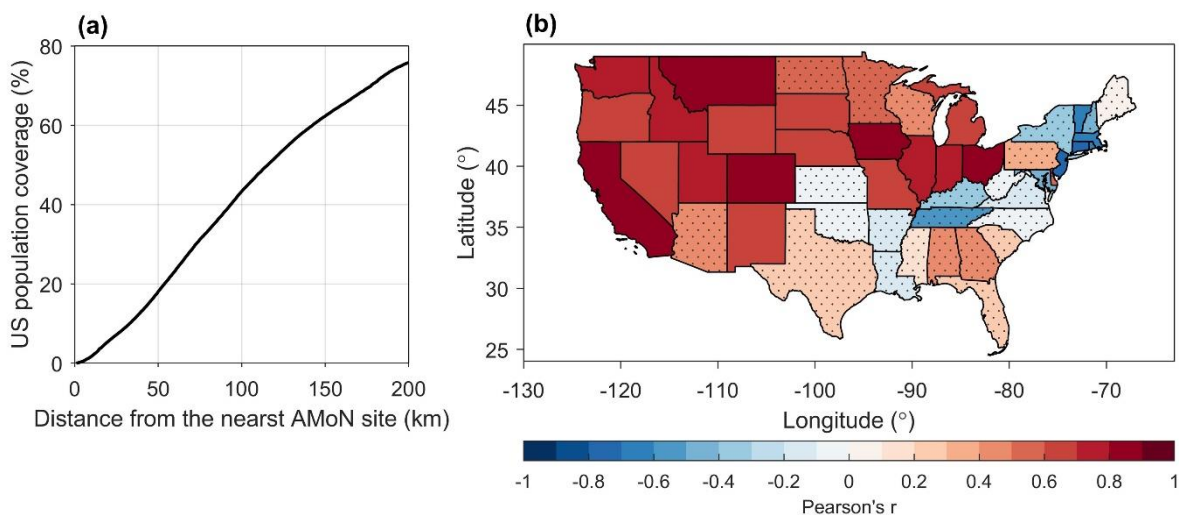 (a)
80
60
40
20
0
US population coverage (%)
0 50 100 150 200
Distance from the nearst AMoN site (km)
(b)
45
40
35
30
25
Latitude (°)
-130 -120 -110 -100 -90 -80 -70
Longitude (°)
-1 -0.8 -0.6 -0.4 -0.2 0 0.2 0.4 0.6 0.8 1
Pearson's r